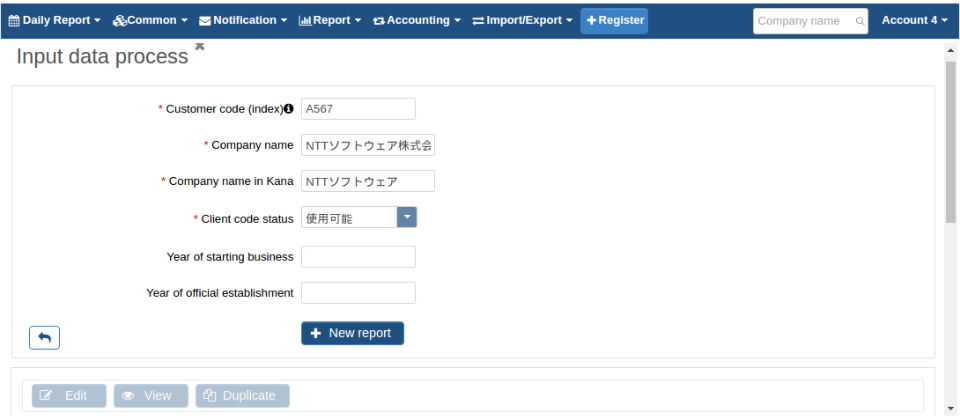 Daily Report Common Notification Report Accounting Import/Export + Register Company name Account 4
Input data process
* Customer code (index) A567
* Company name NTTソフトウェア株式会
* Company name in Kana NTTソフトウェア
* Client code status 使用可能
Year of starting business
Year of official establishment
+ New report
Edit View Duplicate